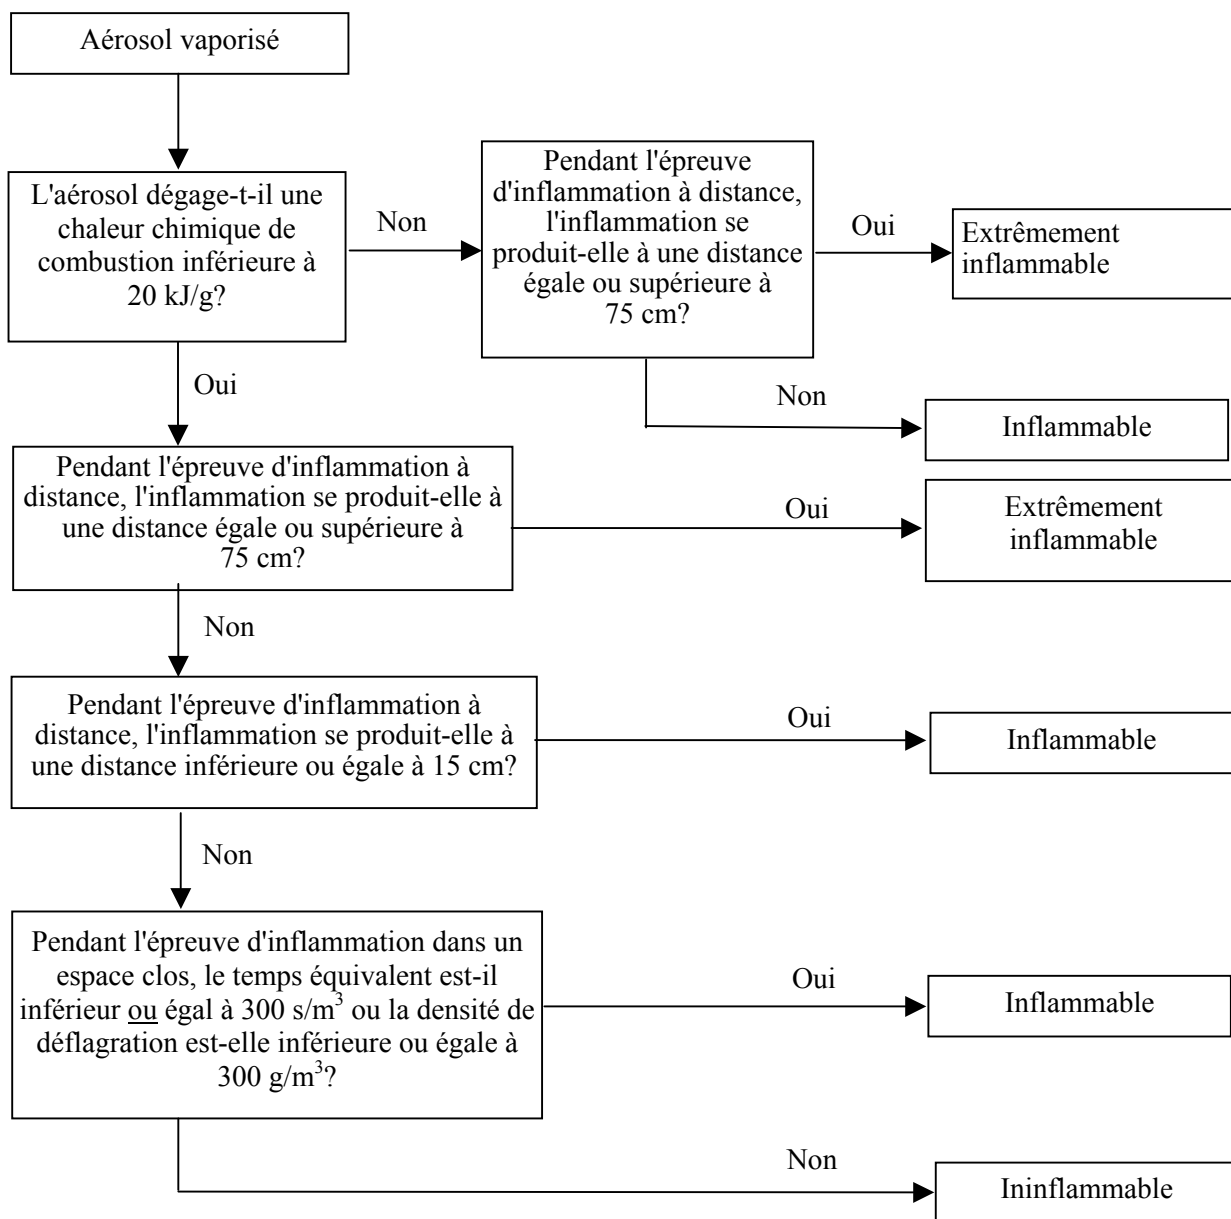 Aérosol vaporisé
L'aérosol dégage-t-il une
chaleur chimique de
combustion inférieure à
20 kJ/g?
Non
Pendant l'épreuve
d'inflammation à distance,
l'inflammation se
produit-elle à une distance
égale ou supérieure à
75 cm?
Oui
Extrêmement
inflammable
Non
Inflammable
Oui
Pendant l'épreuve d'inflammation à
distance, l'inflammation se produit-elle à
une distance égale ou supérieure à
75 cm?
Oui
Extrêmement
inflammable
Non
Pendant l'épreuve d'inflammation à
distance, l'inflammation se produit-elle à
une distance inférieure ou égale à 15 cm?
Oui
Inflammable
Non
Pendant l'épreuve d'inflammation dans un
espace clos, le temps équivalent est-il
inférieur ou égal à 300 s/m³ ou la densité de
déflagration est-elle inférieure ou égale à
300 g/m³?
Oui
Inflammable
Non
Ininflammable